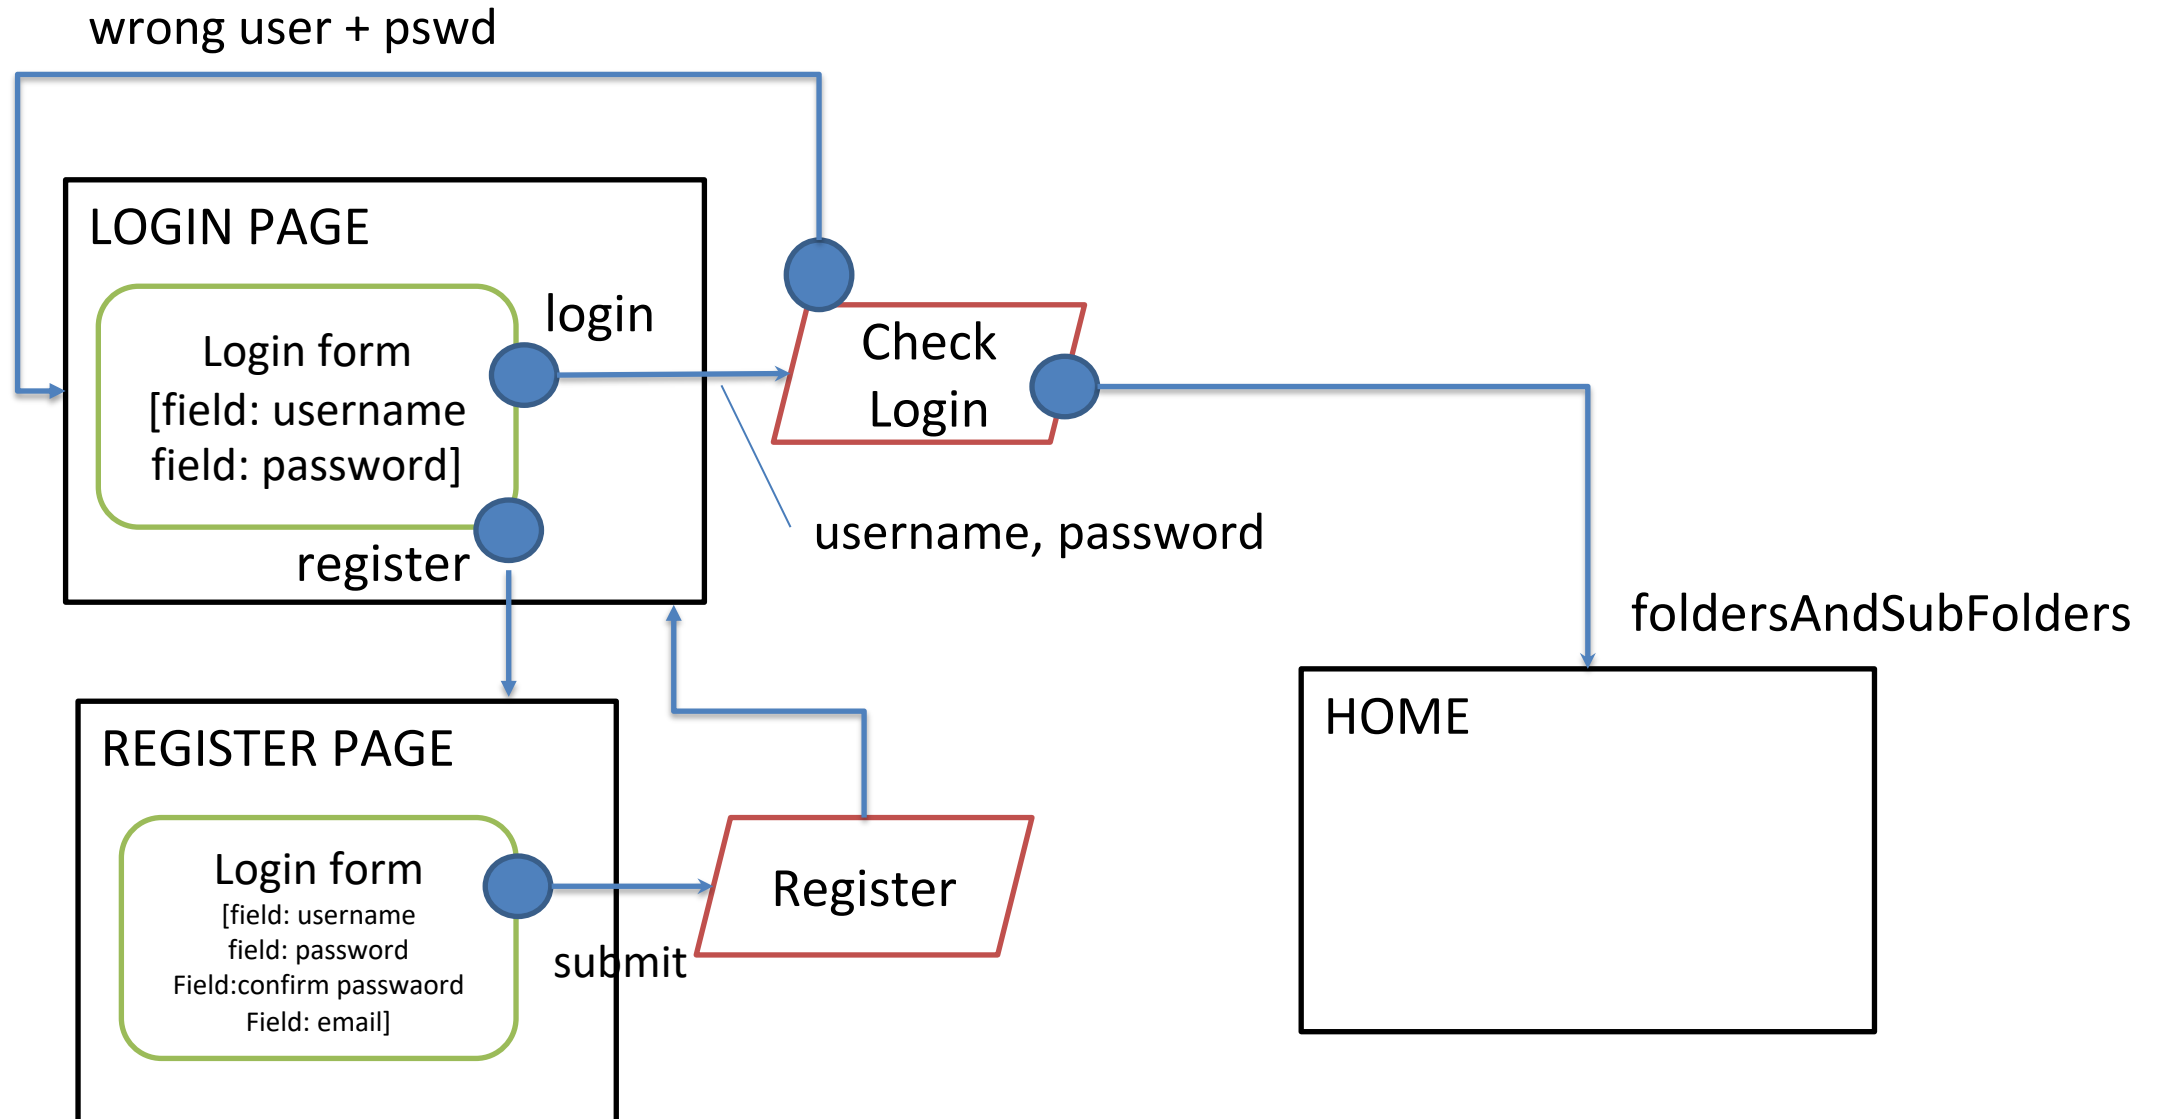 wrong user + pswd
LOGIN PAGE
Login form
[field: username
field: password]
login
register
Check
Login
username, password
foldersAndSubFolders
HOME
REGISTER PAGE
Login form
[field: username
field: password
Field:confirm passwaord
Field: email]
submit
Register